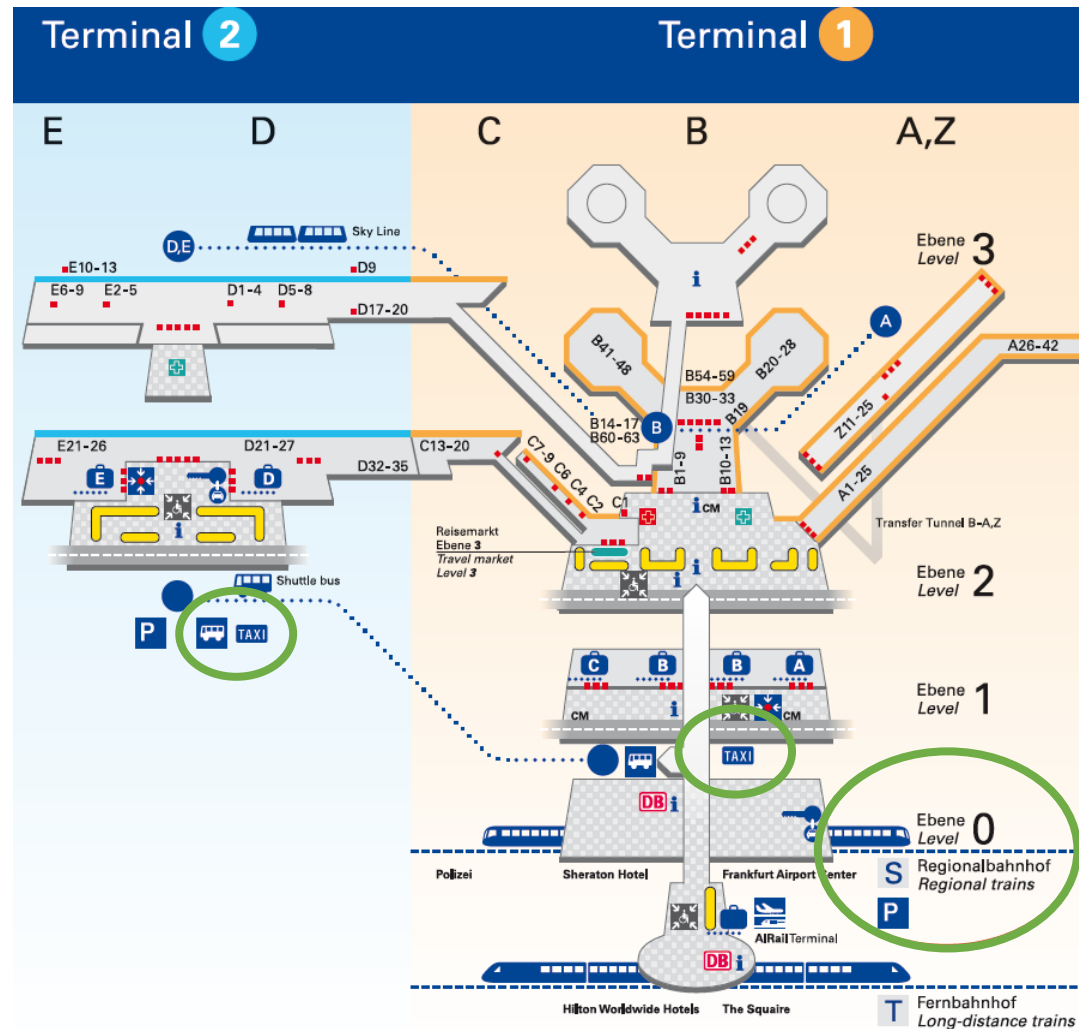 Terminal 2
Terminal 1
E
D
C
B
A,Z
Sky Line
D,E
E10-13
D9
E6-9
E2-5
D1-4
D5-8
D17-20
Ebene
Level 3
A
B41-48
B54-59
B20-28
B30-33
B19
A26-42
Z11-25
B14-17
B60-63
B
E21-26
D21-27
C13-20
D32-35
C7-9
C6
C4
C2
C1
B1-9
B10-13
A1-25
E
D
i
i
CM
Reisemarkt
Ebene 3
Travel market
Level 3
Transfer Tunnel B-A,Z
i
i
i
i
Ebene
Level 2
Shuttle bus
P
TAXI
C
B
B
A
Ebene
Level 1
CM
i
CM
TAXI
DB i
Ebene
Level 0
Polizei
Sheraton Hotel
Frankfurt Airport Center
S
Regionalbahnhof
Regional trains
P
AIRail Terminal
DB i
Hilton Worldwide Hotels
The Squaire
T
Fernbahnhof
Long-distance trains